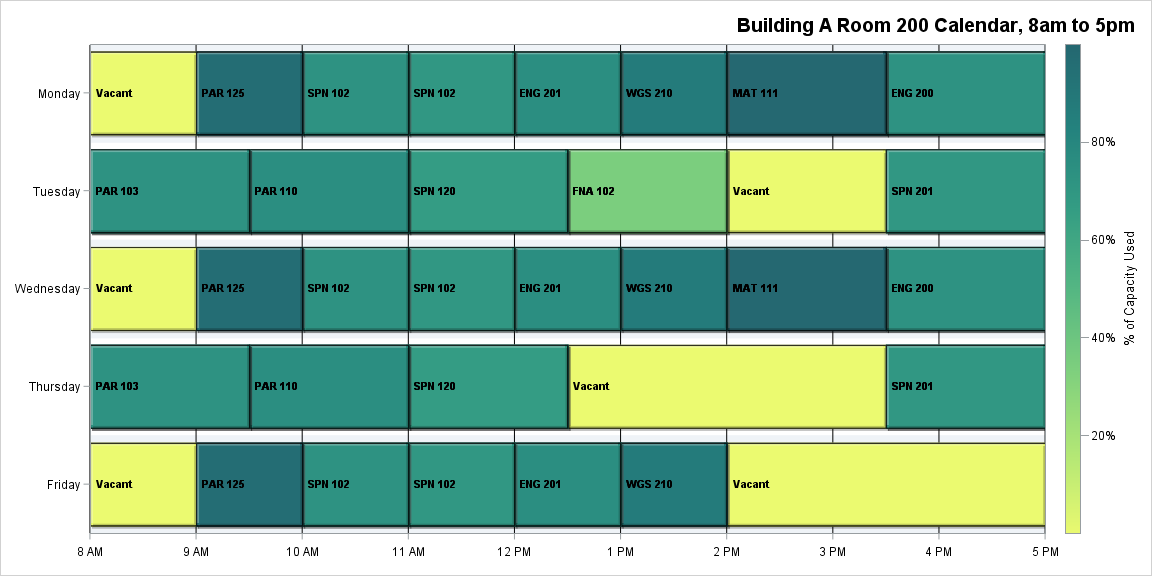 Building A Room 200 Calendar, 8am to 5pm
Monday
Vacant
PAR 125
SPN 102
SPN 102
ENG 201
WGS 210
MAT 111
ENG 200
Tuesday
PAR 103
PAR 110
SPN 120
FNA 102
Vacant
SPN 201
Wednesday
Vacant
PAR 125
SPN 102
SPN 102
ENG 201
WGS 210
MAT 111
ENG 200
Thursday
PAR 103
PAR 110
SPN 120
Vacant
SPN 201
Friday
Vacant
PAR 125
SPN 102
SPN 102
ENG 201
WGS 210
Vacant
8 AM
9 AM
10 AM
11 AM
12 PM
1 PM
2 PM
3 PM
4 PM
5 PM
80%
60%
40%
20%
% of Capacity Used